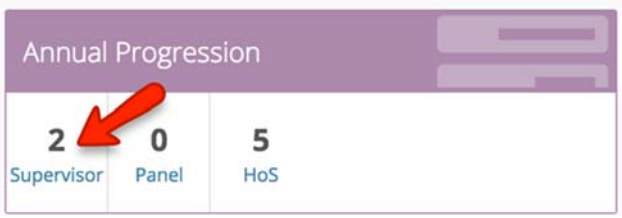 Annual Progression
2 0 5
Supervisor Panel HoS